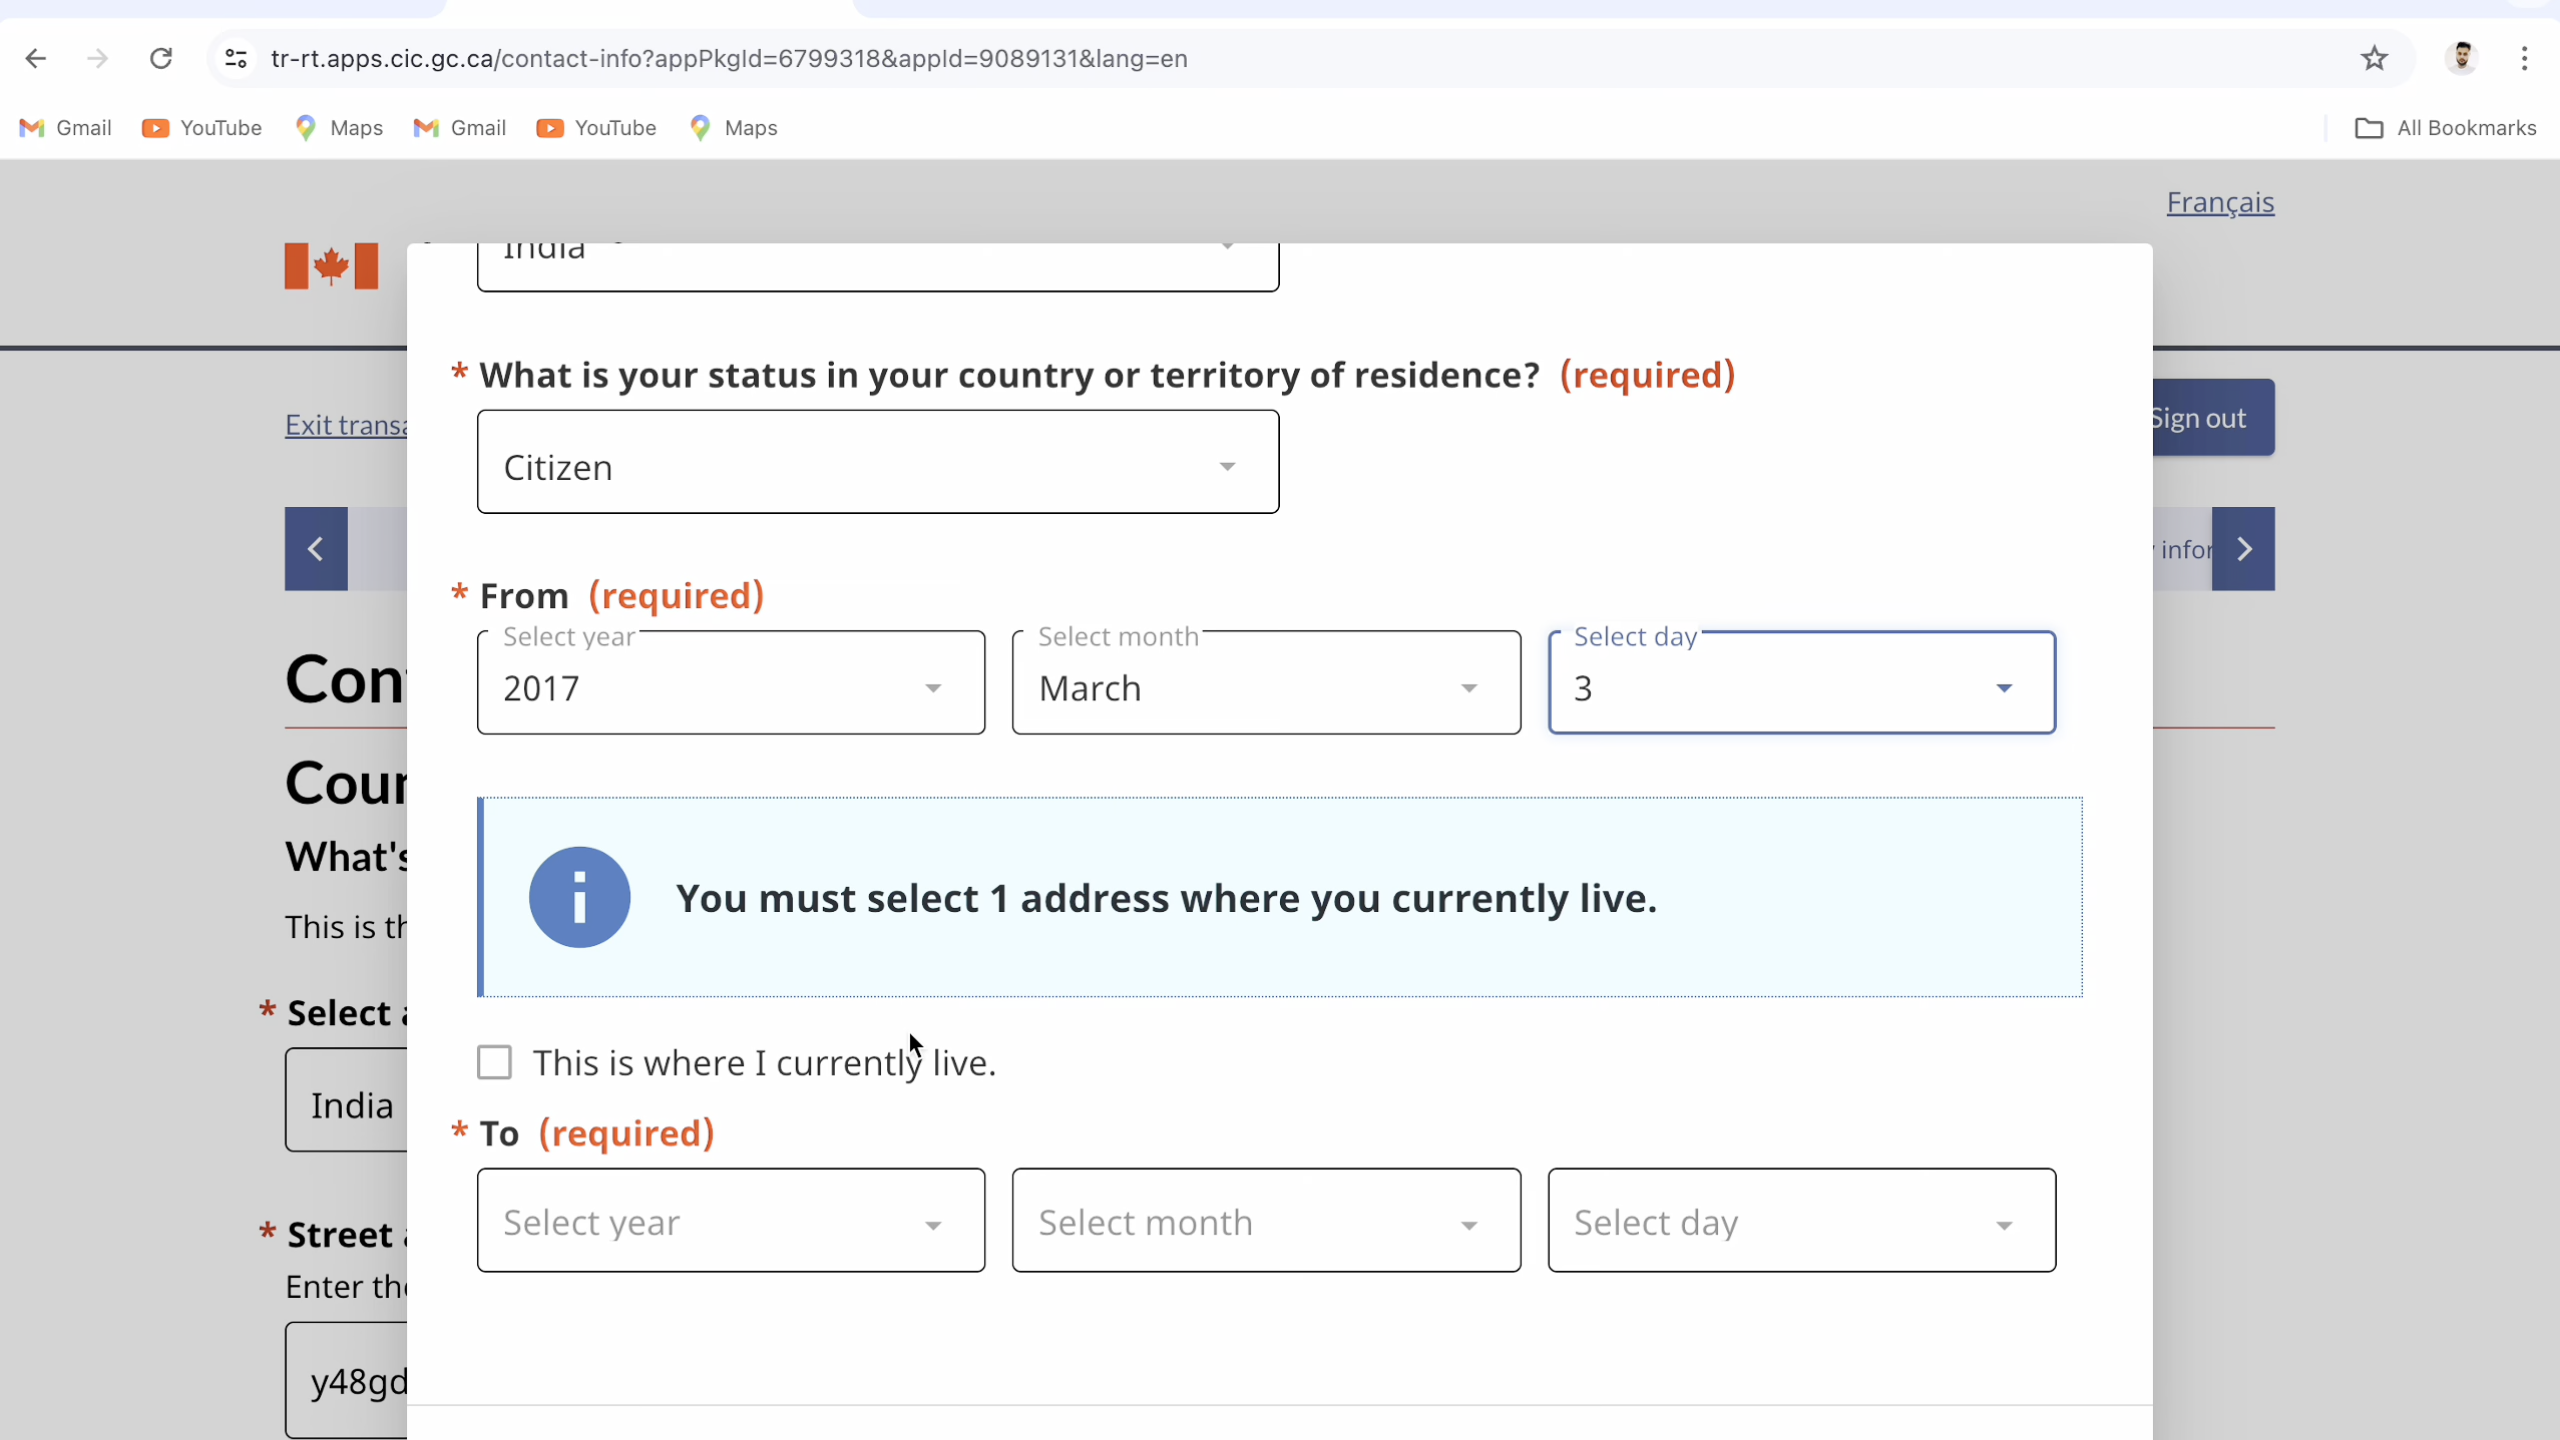 tr-rt.apps.cic.gc.ca/contact-info?appPkgId=6799318&appId=9089131&lang=en
Gmail YouTube Maps Gmail YouTube Maps All Bookmarks
Français
India
* What is your status in your country or territory of residence? (required)
Exit transa
Sign out
Citizen
infor
* From (required)
Select year Select month Select day
2017 March 3
Con
Cour
What's
You must select 1 address where you currently live.
This is th
* Select a
This is where I currently live.
India
* To (required)
Select year Select month Select day
* Street a
Enter the
y48gd